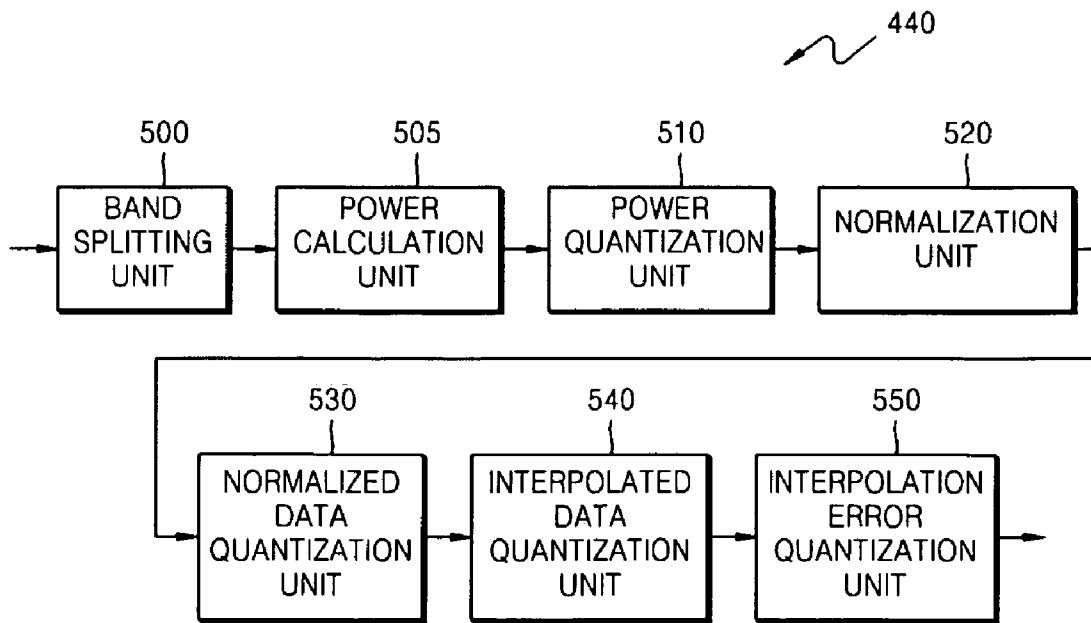 440
500
505
510
520
BAND
SPLITTING
UNIT
POWER
CALCULATION
UNIT
POWER
QUANTIZATION
UNIT
NORMALIZATION
UNIT
530
540
550
NORMALIZED
DATA
QUANTIZATION
UNIT
INTERPOLATED
DATA
QUANTIZATION
UNIT
INTERPOLATION
ERROR
QUANTIZATION
UNIT